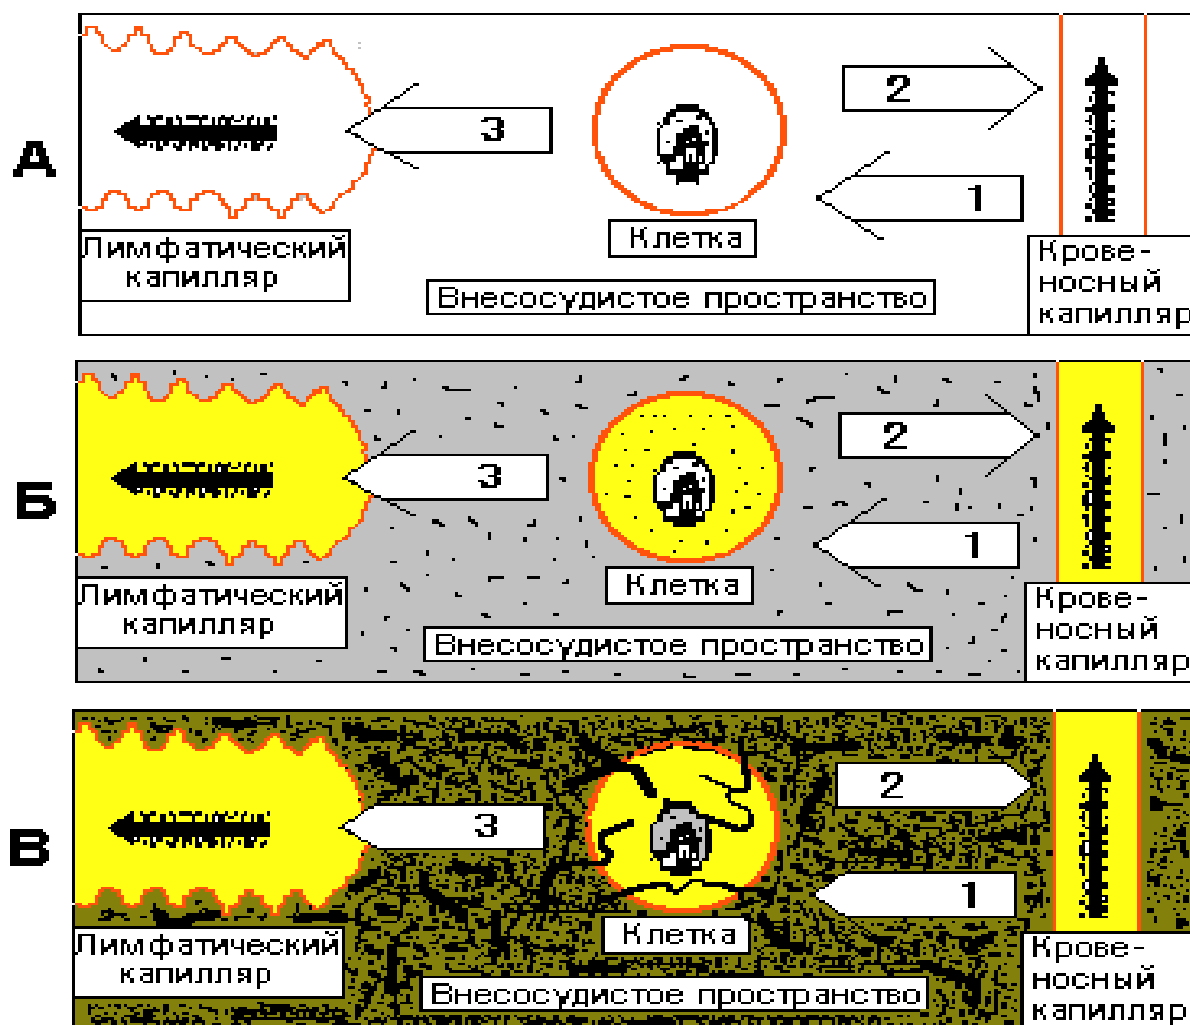 А
3
2
1
Лимфатический
капилляр
Клетка
Внесосудистое пространство
Крове-
носный
капилляр
Б
3
2
1
Лимфатический
капилляр
Клетка
Внесосудистое пространство
Крове-
носный
капилляр
В
3
2
1
Лимфатический
капилляр
Клетка
Внесосудистое пространство
Крове-
носный
капилляр